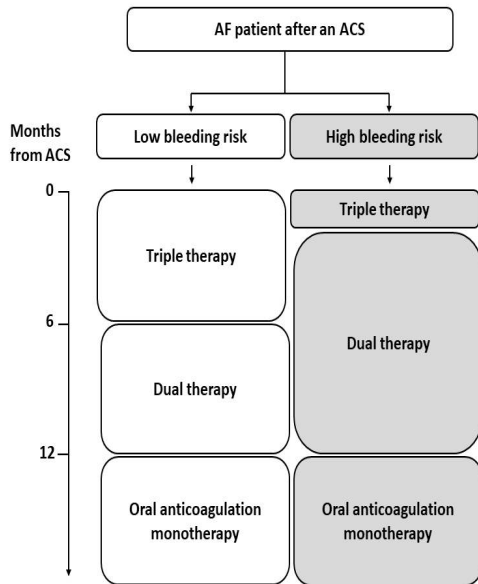 AF patient after an ACS
Months
from ACS
Low bleeding risk
High bleeding risk
0
Triple therapy
Triple therapy
6
Dual therapy
Dual therapy
12
Oral anticoagulation
monotherapy
Oral anticoagulation
monotherapy